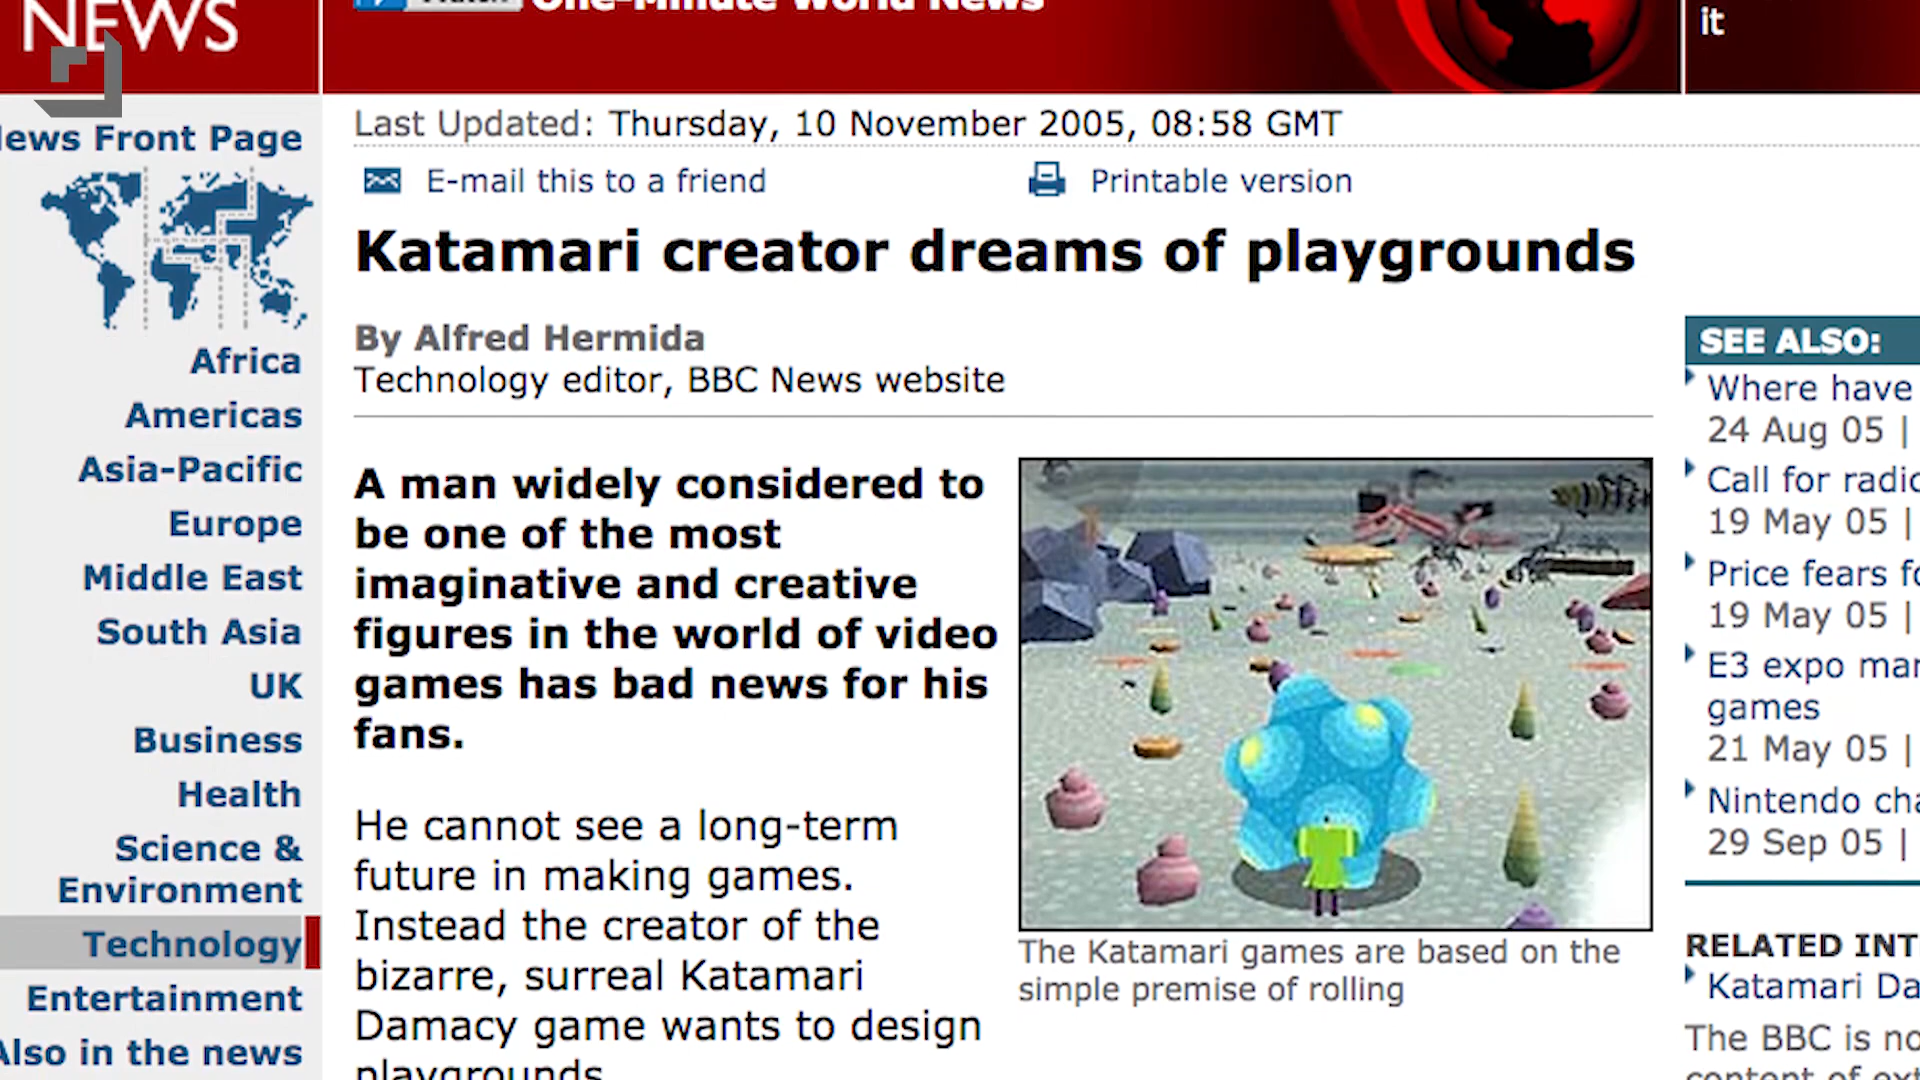 NEWS
One-Minute World News
it
News Front Page
Africa
Americas
Asia-Pacific
Europe
Middle East
South Asia
UK
Business
Health
Science &
Environment
Technology
Entertainment
Also in the news
Last Updated: Thursday, 10 November 2005, 08:58 GMT
E-mail this to a friend
Printable version
Katamari creator dreams of playgrounds
By Alfred Hermida
Technology editor, BBC News website
A man widely considered to
be one of the most
imaginative and creative
figures in the world of video
games has bad news for his
fans.
He cannot see a long-term
future in making games.
Instead the creator of the
bizarre, surreal Katamari
Damacy game wants to design
playgrounds
The Katamari games are based on the
simple premise of rolling
SEE ALSO:
Where have
24 Aug 05 |
Call for radio
19 May 05 |
Price fears fo
19 May 05 |
E3 expo mar
games
21 May 05 |
Nintendo cha
29 Sep 05 |
RELATED INT
Katamari Da
The BBC is no
content of ext